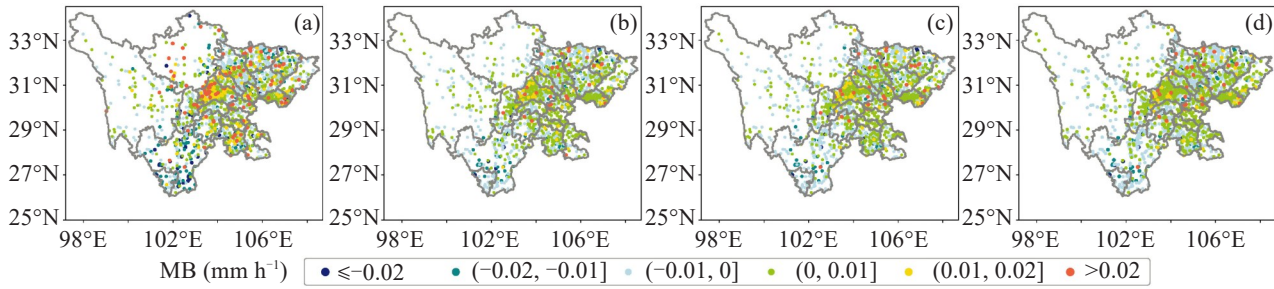 (a) (b) (c) (d)
33°N 33°N 33°N 33°N
31°N 31°N 31°N 31°N
29°N 29°N 29°N 29°N
27°N 27°N 27°N 27°N
25°N 25°N 25°N 25°N
98°E 102°E 106°E 98°E 102°E 106°E 98°E 102°E 106°E 98°E 102°E 106°E
MB (mm h⁻¹) ⩽−0.02 (−0.02, −0.01] (−0.01, 0] (0, 0.01] (0.01, 0.02] >0.02